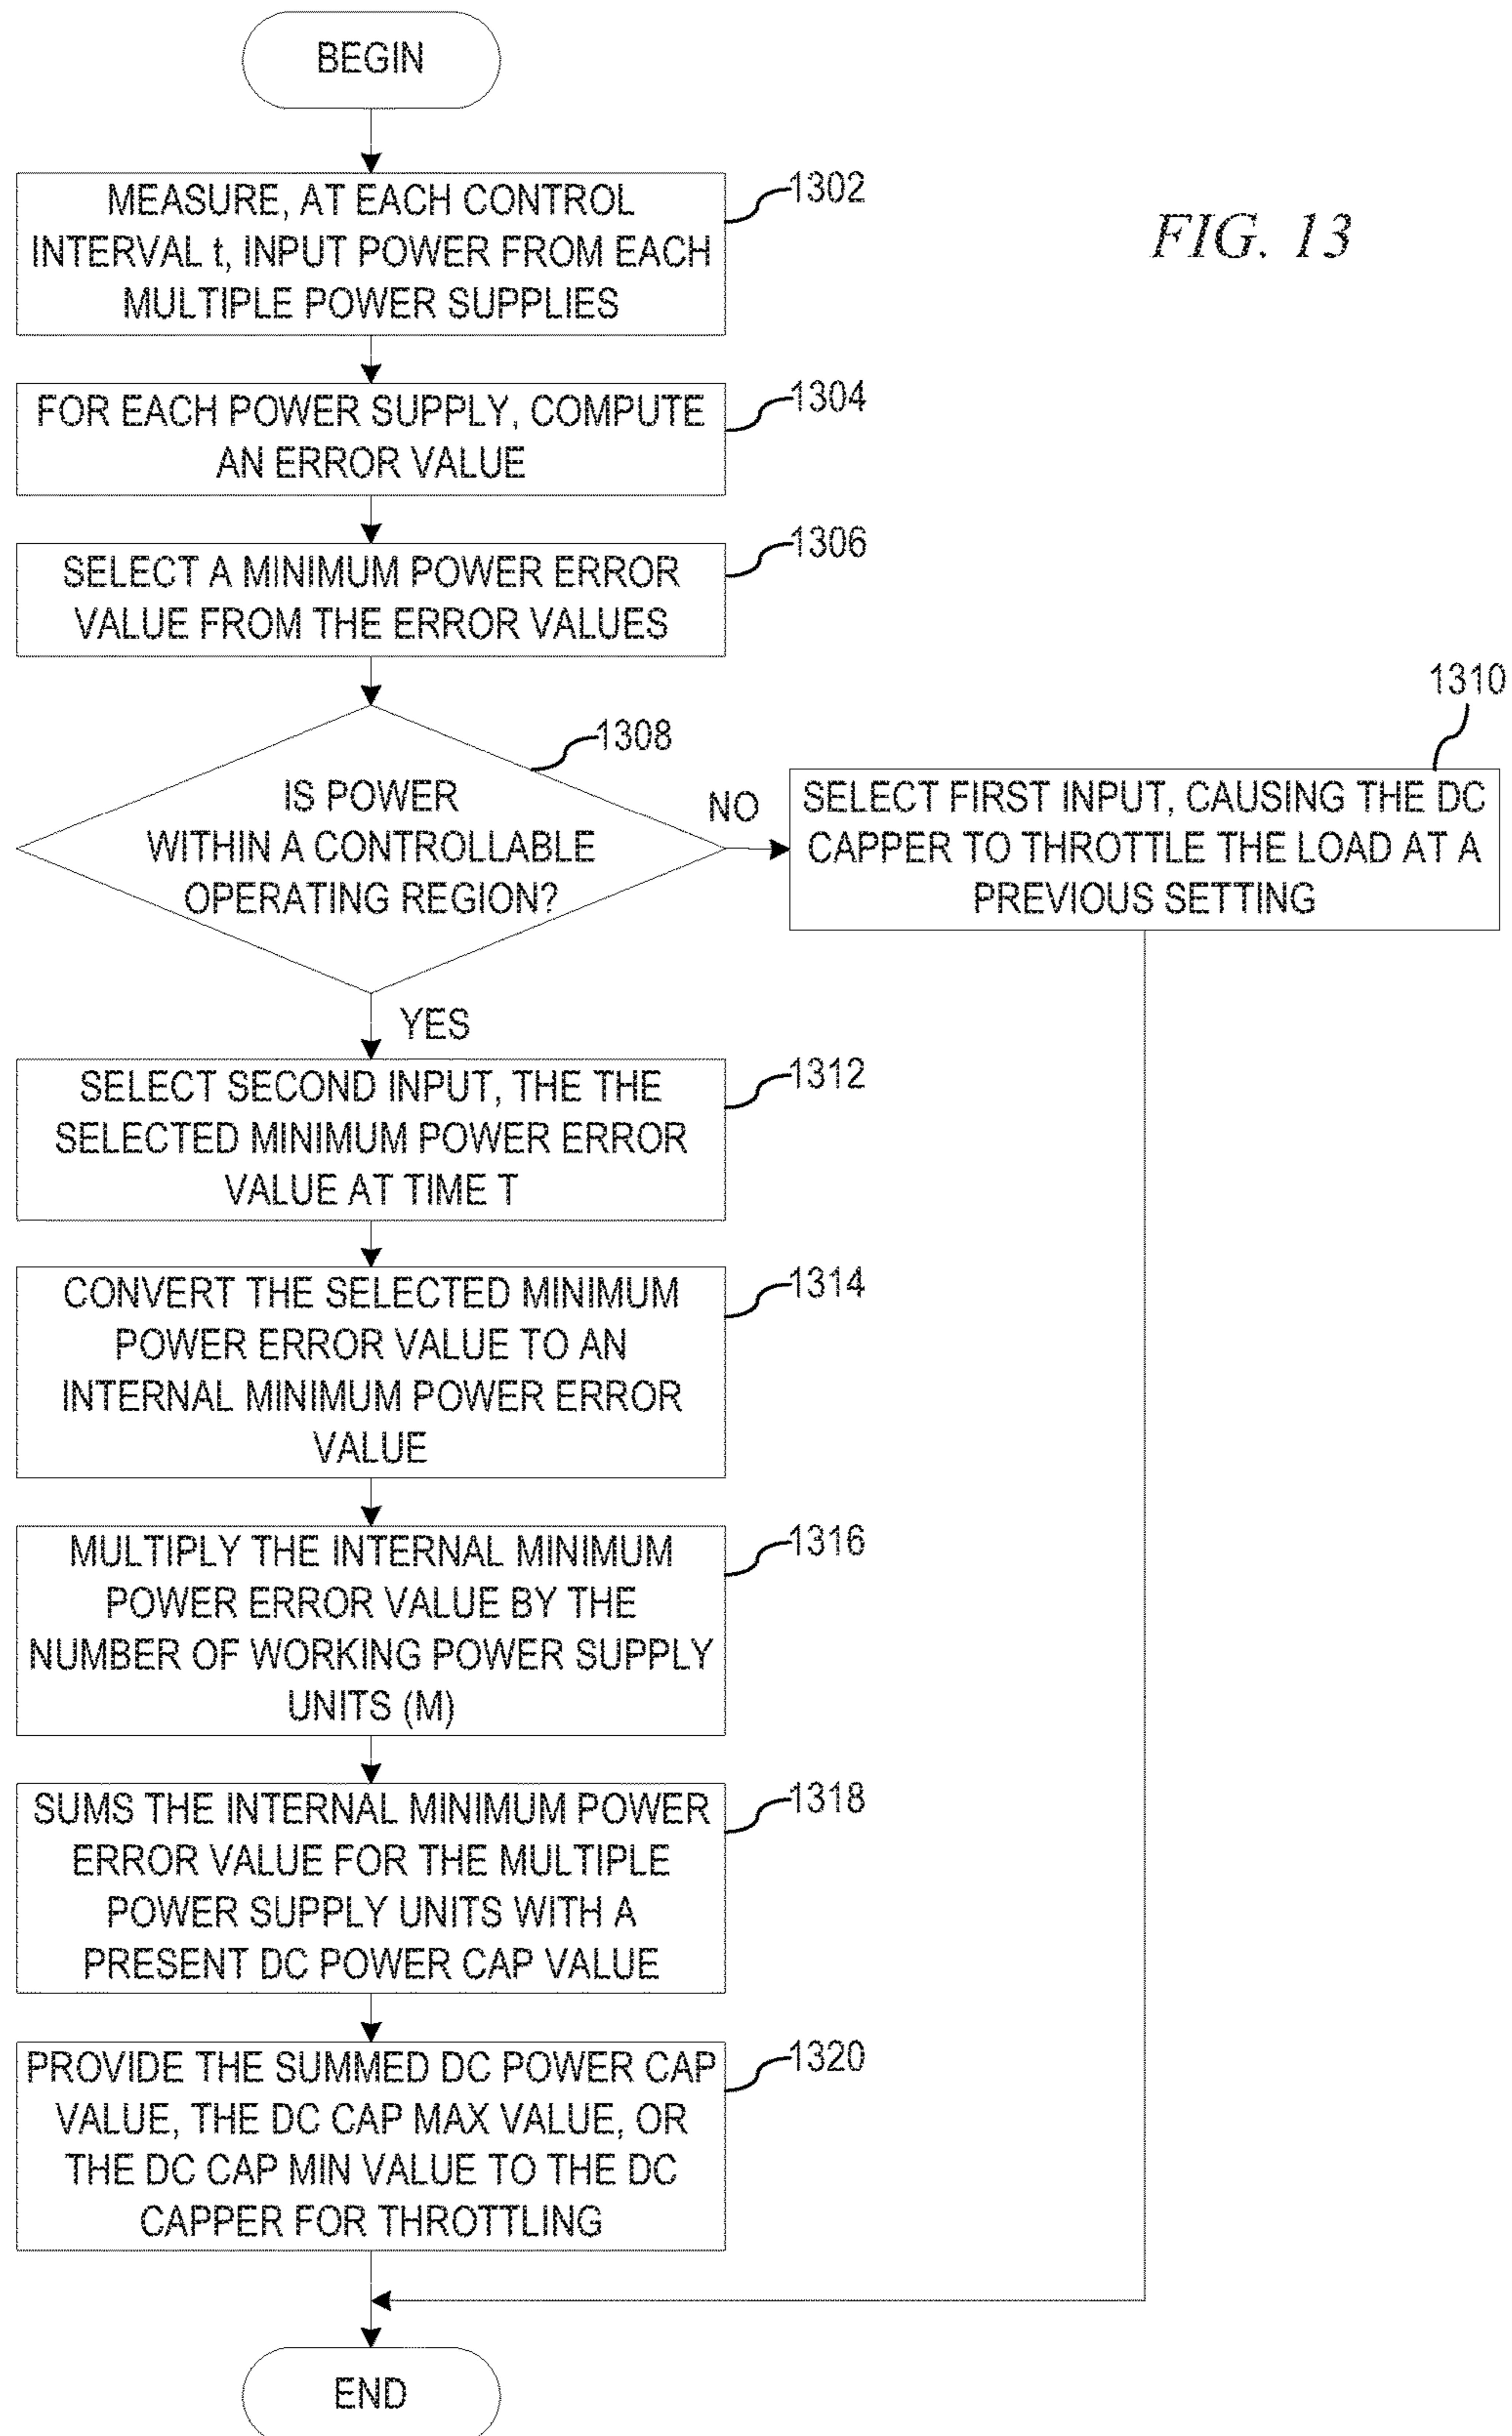 BEGIN
MEASURE, AT EACH CONTROL
INTERVAL t, INPUT POWER FROM EACH
MULTIPLE POWER SUPPLIES
1302
FIG. 13
FOR EACH POWER SUPPLY, COMPUTE
AN ERROR VALUE
1304
SELECT A MINIMUM POWER ERROR
VALUE FROM THE ERROR VALUES
1306
IS POWER
WITHIN A CONTROLLABLE
OPERATING REGION?
1308
NO
SELECT FIRST INPUT, CAUSING THE DC
CAPPER TO THROTTLE THE LOAD AT A
PREVIOUS SETTING
1310
YES
SELECT SECOND INPUT, THE THE
SELECTED MINIMUM POWER ERROR
VALUE AT TIME T
1312
CONVERT THE SELECTED MINIMUM
POWER ERROR VALUE TO AN
INTERNAL MINIMUM POWER ERROR
VALUE
1314
MULTIPLY THE INTERNAL MINIMUM
POWER ERROR VALUE BY THE
NUMBER OF WORKING POWER SUPPLY
UNITS (M)
1316
SUMS THE INTERNAL MINIMUM POWER
ERROR VALUE FOR THE MULTIPLE
POWER SUPPLY UNITS WITH A
PRESENT DC POWER CAP VALUE
1318
PROVIDE THE SUMMED DC POWER CAP
VALUE, THE DC CAP MAX VALUE, OR
THE DC CAP MIN VALUE TO THE DC
CAPPER FOR THROTTLING
1320
END